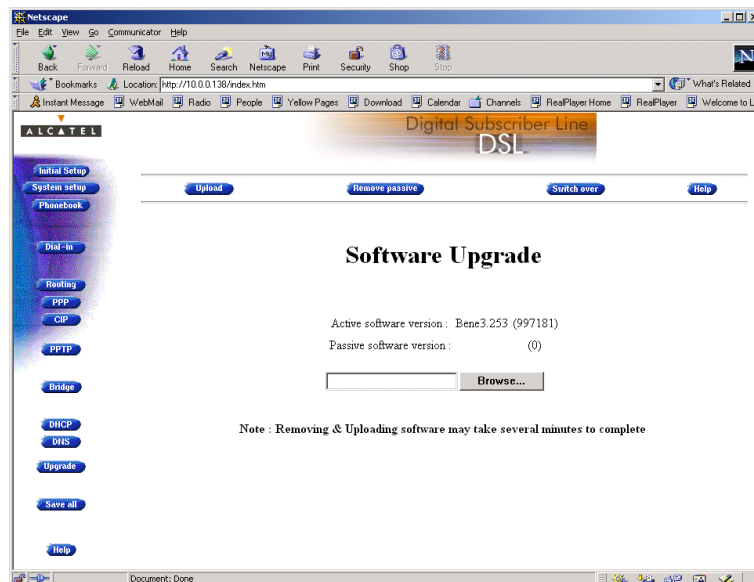 Netscape
File Edit View Go Communicator Help
Back Forward Reload Home Search Netscape Print Security Shop Stop
Bookmarks Location: http://10.0.0.138/index.htm What's Related
Instant Message WebMail Radio People Yellow Pages Download Calendar Channels RealPlayer Home RealPlayer Welcome to L
ALCATEL
Digital Subscriber Line
DSL
Initial Setup
System setup
Phonebook
Dial-in
Routing
PPP
CIP
PPTP
Bridge
DHCP
DNS
Upgrade
Save all
Help
Upload Remove passive Switch over Help
Software Upgrade
Active software version : Bene3.253 (997181)
Passive software version : (0)
Browse...
Note : Removing & Uploading software may take several minutes to complete
Document: Done